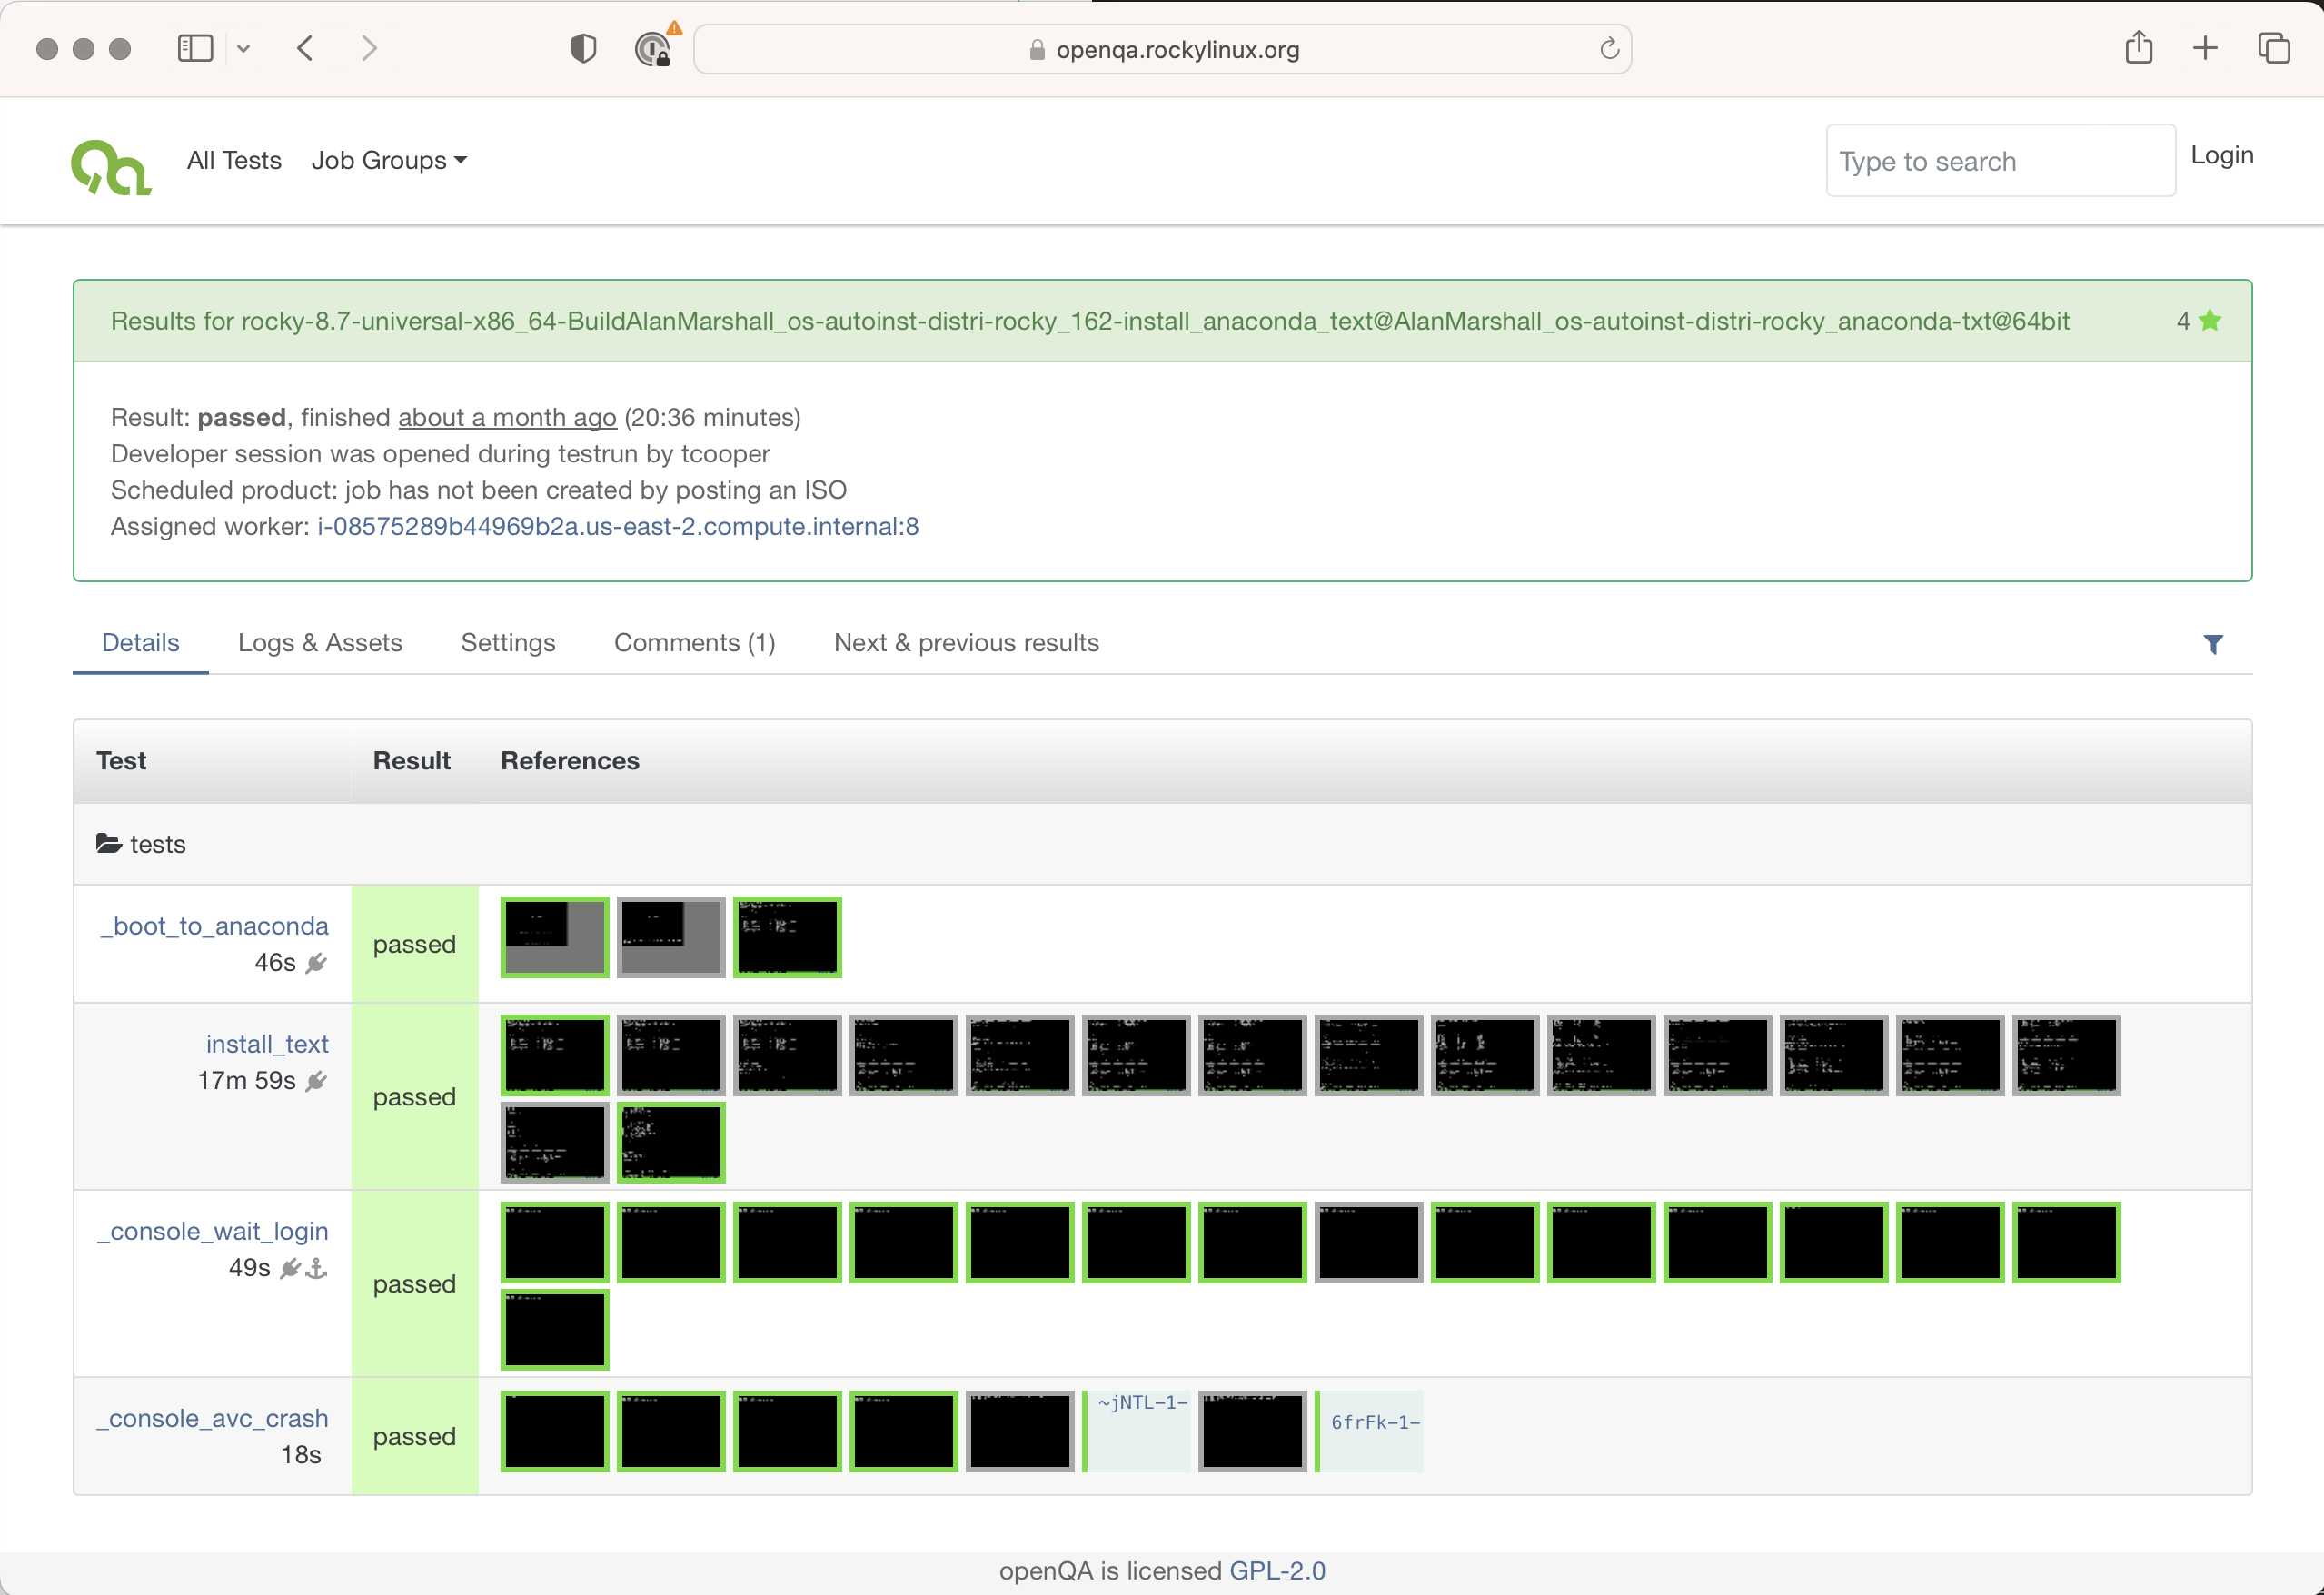 openqa.rockylinux.org
All Tests Job Groups
Type to search
Login
Results for rocky-8.7-universal-x86_64-BuildAlanMarshall_os-autoinst-distri-rocky_162-install_anaconda_text@AlanMarshall_os-autoinst-distri-rocky_anaconda-txt@64bit 4
Result: passed, finished about a month ago (20:36 minutes)
Developer session was opened during testrun by tcooper
Scheduled product: job has not been created by posting an ISO
Assigned worker: i-08575289b44969b2a.us-east-2.compute.internal:8
Details Logs & Assets Settings Comments (1) Next & previous results
Test Result References
tests
_boot_to_anaconda
46s
passed
install_text
17m 59s
passed
_console_wait_login
49s
passed
_console_avc_crash
18s
passed
~jNTL-1-
6frFk-1-
openQA is licensed GPL-2.0